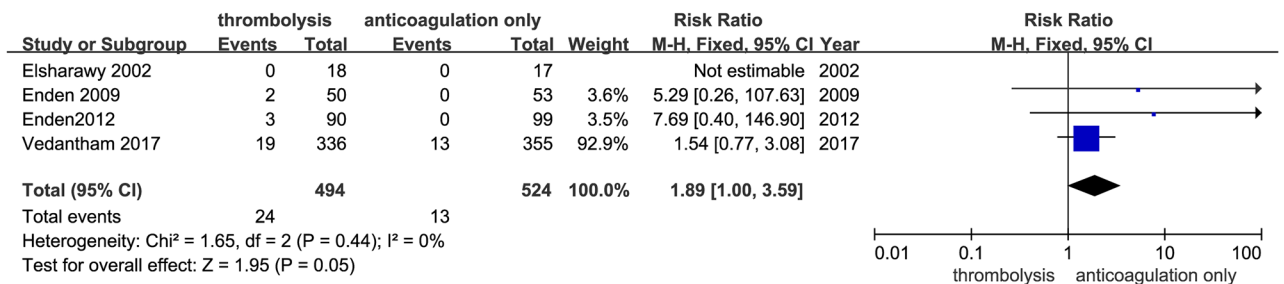 thrombolysis anticoagulation only Risk Ratio Risk Ratio
Study or Subgroup Events Total Events Total Weight M-H, Fixed, 95% CI Year M-H, Fixed, 95% CI
Elsharawy 2002 0 18 0 17 Not estimable 2002
Enden 2009 2 50 0 53 3.6% 5.29 [0.26, 107.63] 2009
Enden2012 3 90 0 99 3.5% 7.69 [0.40, 146.90] 2012
Vedantham 2017 19 336 13 355 92.9% 1.54 [0.77, 3.08] 2017
Total (95% CI) 494 524 100.0% 1.89 [1.00, 3.59]
Total events 24 13
Heterogeneity: Chi² = 1.65, df = 2 (P = 0.44); I² = 0%
Test for overall effect: Z = 1.95 (P = 0.05)
0.01 0.1 1 10 100
thrombolysis anticoagulation only